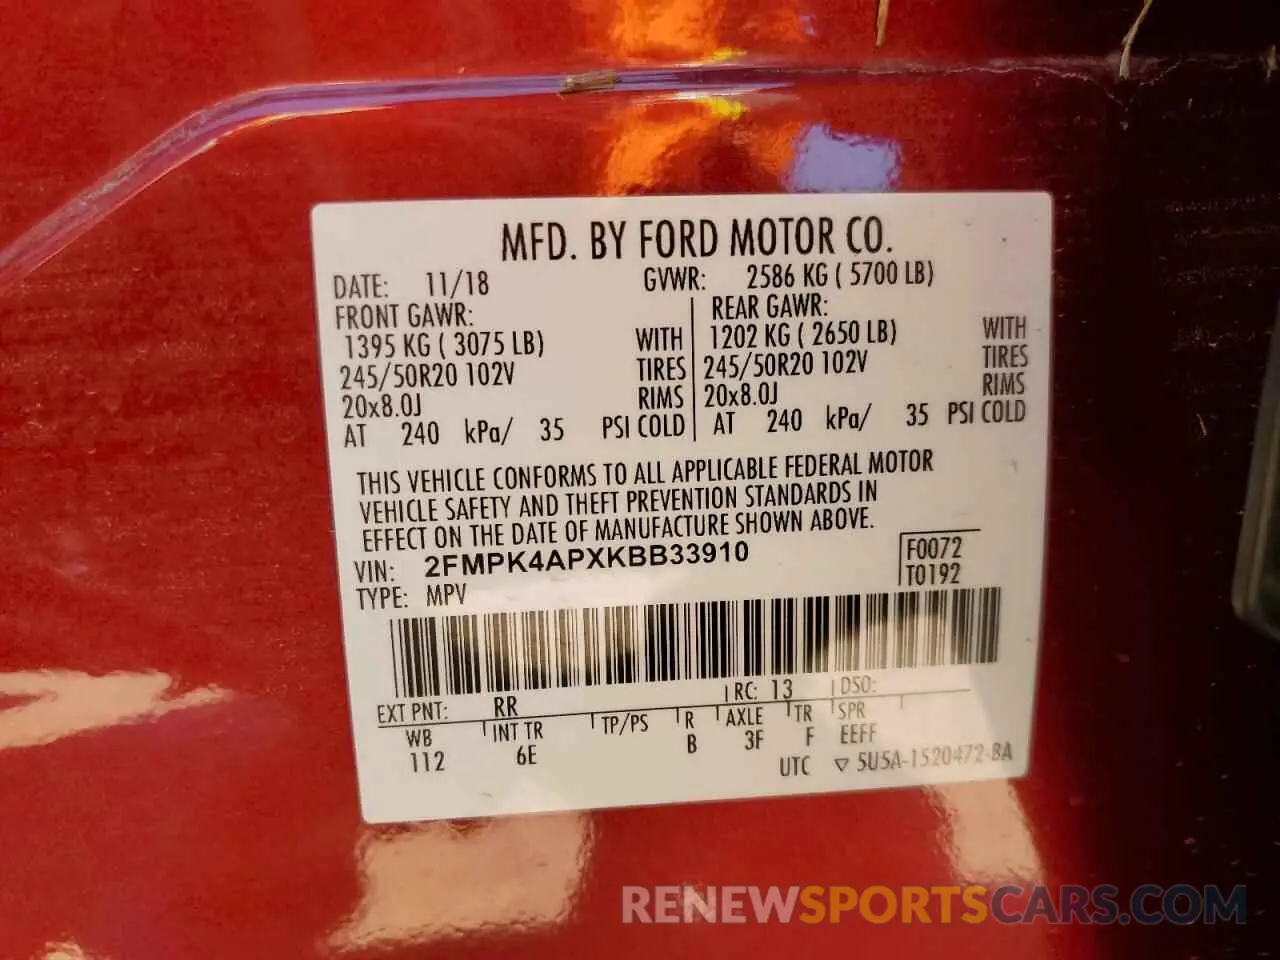 MFD. BY FORD MOTOR CO.
DATE: 11/18 GVWR: 2586 KG ( 5700 LB)
FRONT GAWR: REAR GAWR:
1395 KG ( 3075 LB) WITH 1202 KG ( 2650 LB) WITH
245/50R20 102V TIRES 245/50R20 102V TIRES
20x8.0J RIMS 20x8.0J RIMS
AT 240 kPa/ 35 PSI COLD AT 240 kPa/ 35 PSI COLD
THIS VEHICLE CONFORMS TO ALL APPLICABLE FEDERAL MOTOR
VEHICLE SAFETY AND THEFT PREVENTION STANDARDS IN
EFFECT ON THE DATE OF MANUFACTURE SHOWN ABOVE.
VIN: 2FMPK4APXKBB33910 F0072
TYPE: MPV T0192
EXT PNT: RR RC: 13 DSO:
WB INT TR TP/PS R AXLE TR SPR
112 6E B 3F F EEFF
UTC ▽ 5U5A-1520472-BA
RENEWSPORTSCARS.COM